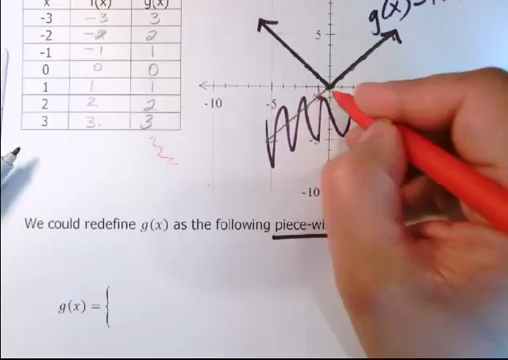 x f(x) g(x)
-3 -3 3
-2 -2 2
-1 -1 1
0 0 0
1 1 1
2 2 2
3 3. 3
g(x)=
5
-10 -5
-10
We could redefine g(x) as the following piece-wi
g(x) = {